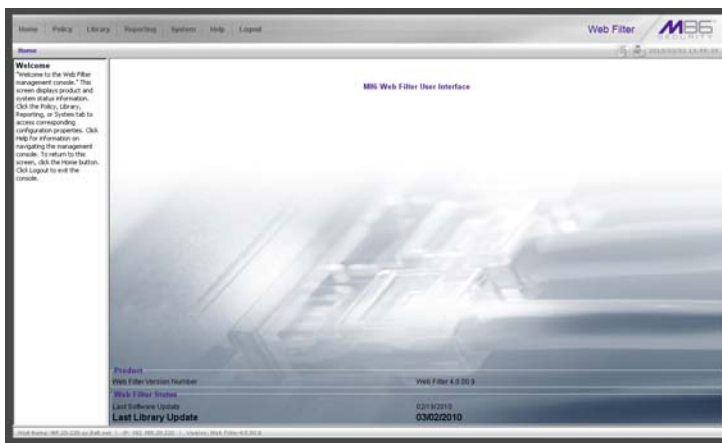 Home Policy Library Reporting System Help Logout
Web Filter M86 SECURITY
Home
Welcome
"Welcome to the Web Filter
management console." This
screen displays product and
system status information.
Click the Policy, Library,
Reporting, or System tab to
access corresponding
configuration properties. Click
Help for information on
navigating the management
console. To return to this
screen, click the Home button.
Click Logout to exit the
console.
M86 Web Filter User Interface
Product
Web Filter Version Number Web Filter 4.0.00.9
Web Filter Status
Last Software Update 02/19/2010
Last Library Update 03/02/2010